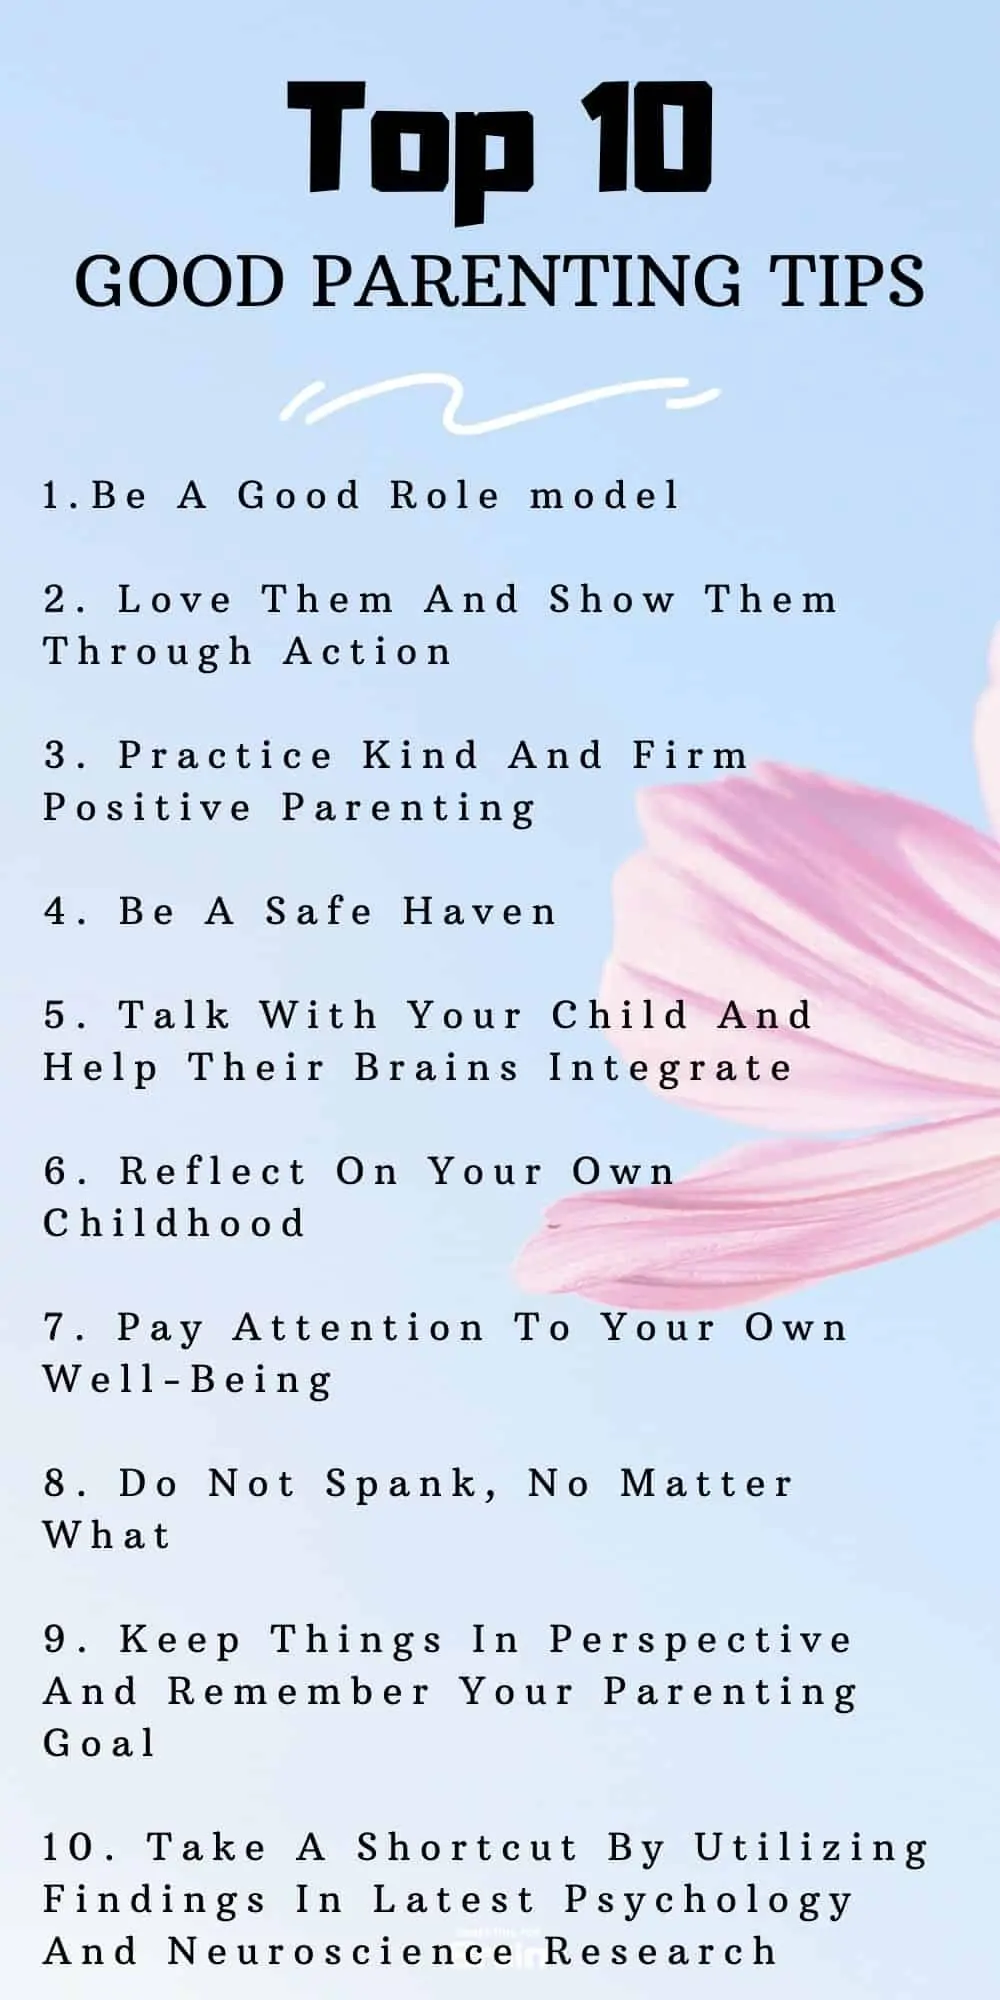 Top 10
GOOD PARENTING TIPS
1.Be A Good Role model
2. Love Them And Show Them
Through Action
3. Practice Kind And Firm
Positive Parenting
4. Be A Safe Haven
5. Talk With Your Child And
Help Their Brains Integrate
6. Reflect On Your Own
Childhood
7. Pay Attention To Your Own
Well-Being
8. Do Not Spank, No Matter
What
9. Keep Things In Perspective
And Remember Your Parenting
Goal
10. Take A Shortcut By Utilizing
Findings In Latest Psychology
And Neuroscience Research
Brain